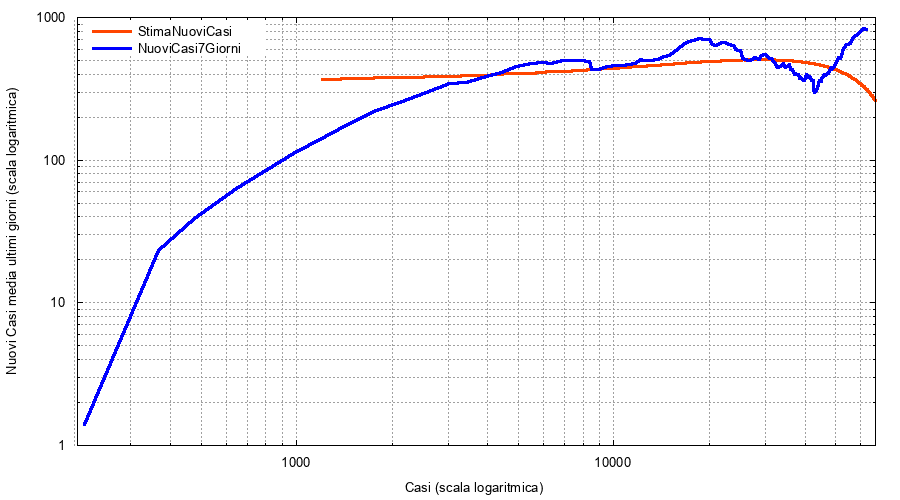 1000
100
10
1
StimaNuoviCasi
NuoviCasi7Giorni
Nuovi Casi media ultimi giorni (scala logaritmica)
1000
10000
Casi (scala logaritmica)